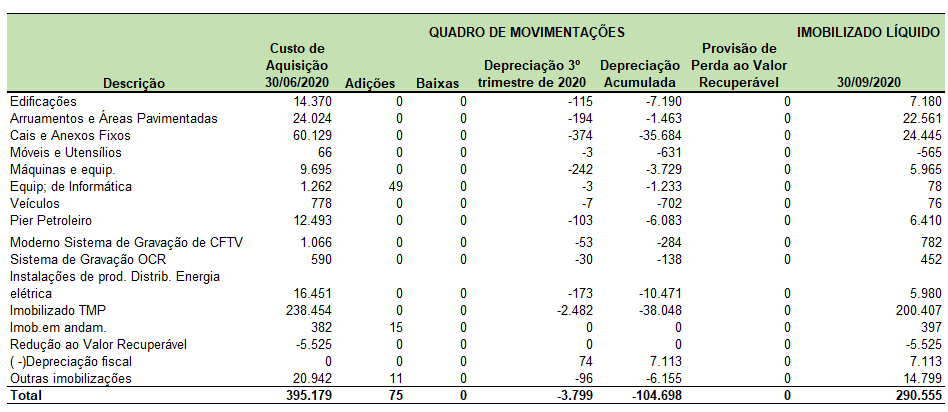 QUADRO DE MOVIMENTAÇÕES IMOBILIZADO LÍQUIDO
Descrição Custo de Aquisição 30/06/2020 Adições Baixas Depreciação 3º trimestre de 2020 Depreciação Acumulada Provisão de Perda ao Valor Recuperável 30/09/2020
Edificações 14.370 0 0 -115 -7.190 0 7.180
Arruamentos e Áreas Pavimentadas 24.024 0 0 -194 -1.463 0 22.561
Cais e Anexos Fixos 60.129 0 0 -374 -35.684 0 24.445
Móveis e Utensílios 66 0 0 -3 -631 0 -565
Máquinas e equip. 9.695 0 0 -242 -3.729 0 5.965
Equip; de Informática 1.262 49 0 -3 -1.233 0 78
Veículos 778 0 0 -7 -702 0 76
Pier Petroleiro 12.493 0 0 -103 -6.083 0 6.410
Moderno Sistema de Gravação de CFTV 1.066 0 0 -53 -284 0 782
Sistema de Gravação OCR 590 0 0 -30 -138 0 452
Instalações de prod. Distrib. Energia
elétrica 16.451 0 0 -173 -10.471 0 5.980
Imobilizado TMP 238.454 0 0 -2.482 -38.048 0 200.407
Imob.em andam. 382 15 0 0 0 0 397
Redução ao Valor Recuperável -5.525 0 0 0 0 0 -5.525
( -)Depreciação fiscal 0 0 0 74 7.113 0 7.113
Outras imobilizações 20.942 11 0 -96 -6.155 0 14.799
Total 395.179 75 0 -3.799 -104.698 0 290.555